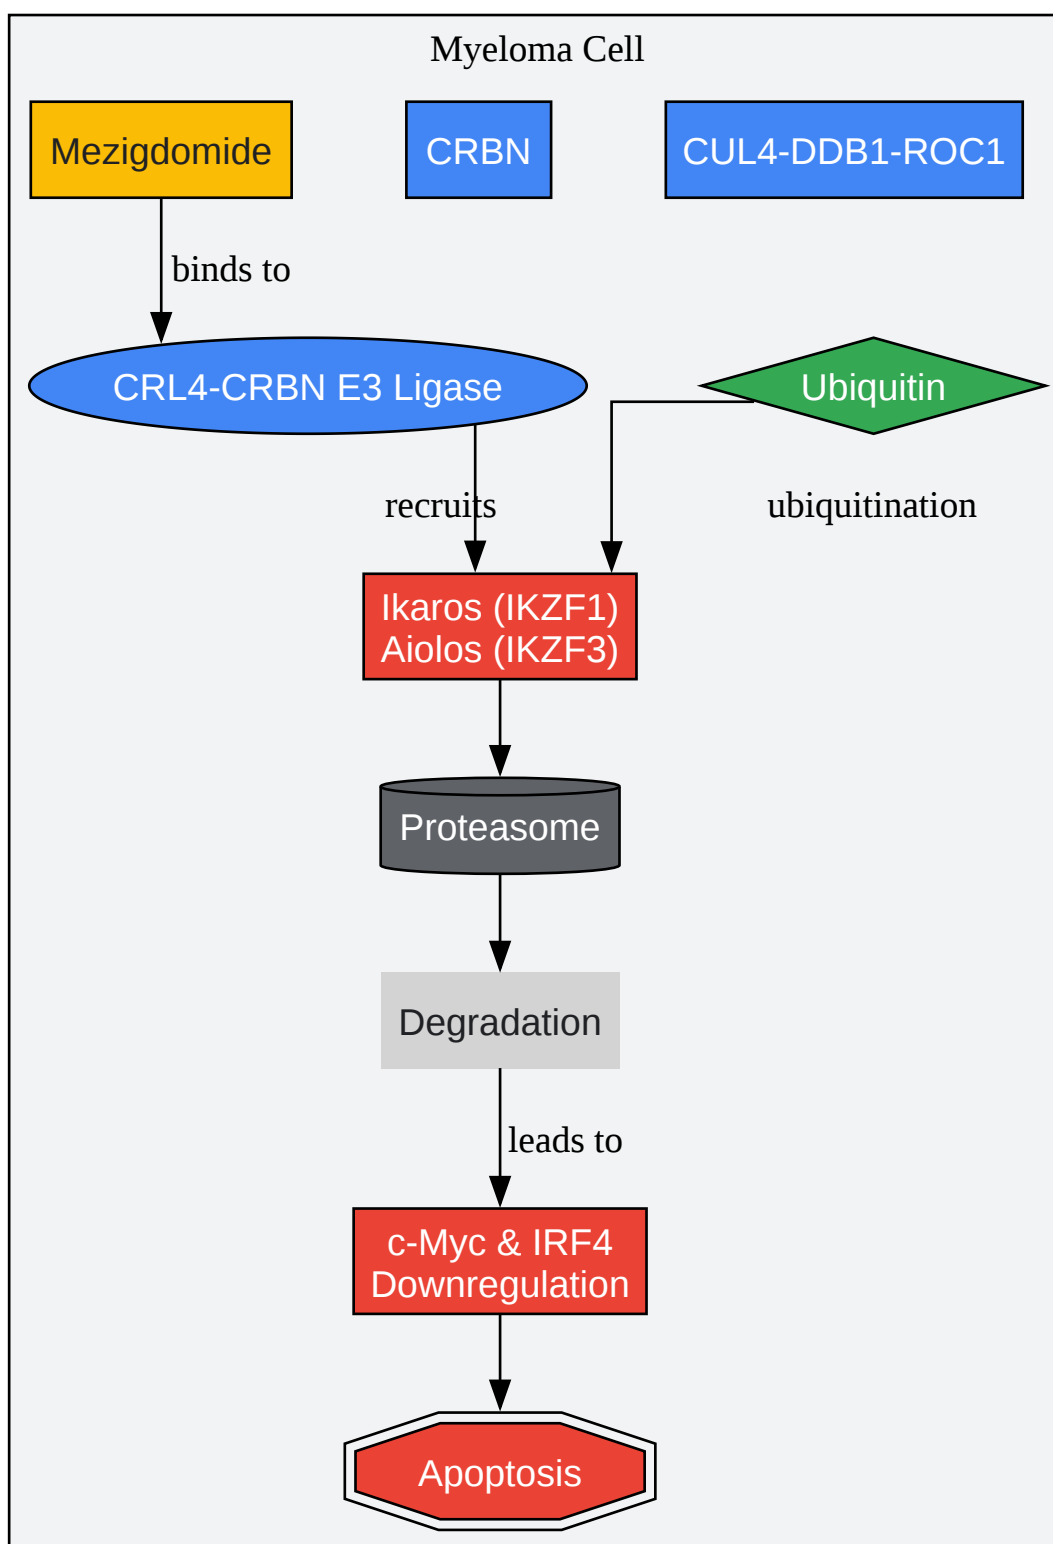 Myeloma Cell
Mezigdomide
CRBN
CUL4-DDB1-ROC1
binds to
CRL4-CRBN E3 Ligase
Ubiquitin
recruits
ubiquitination
Ikaros (IKZF1)
Aiolos (IKZF3)
Proteasome
Degradation
leads to
c-Myc & IRF4
Downregulation
Apoptosis